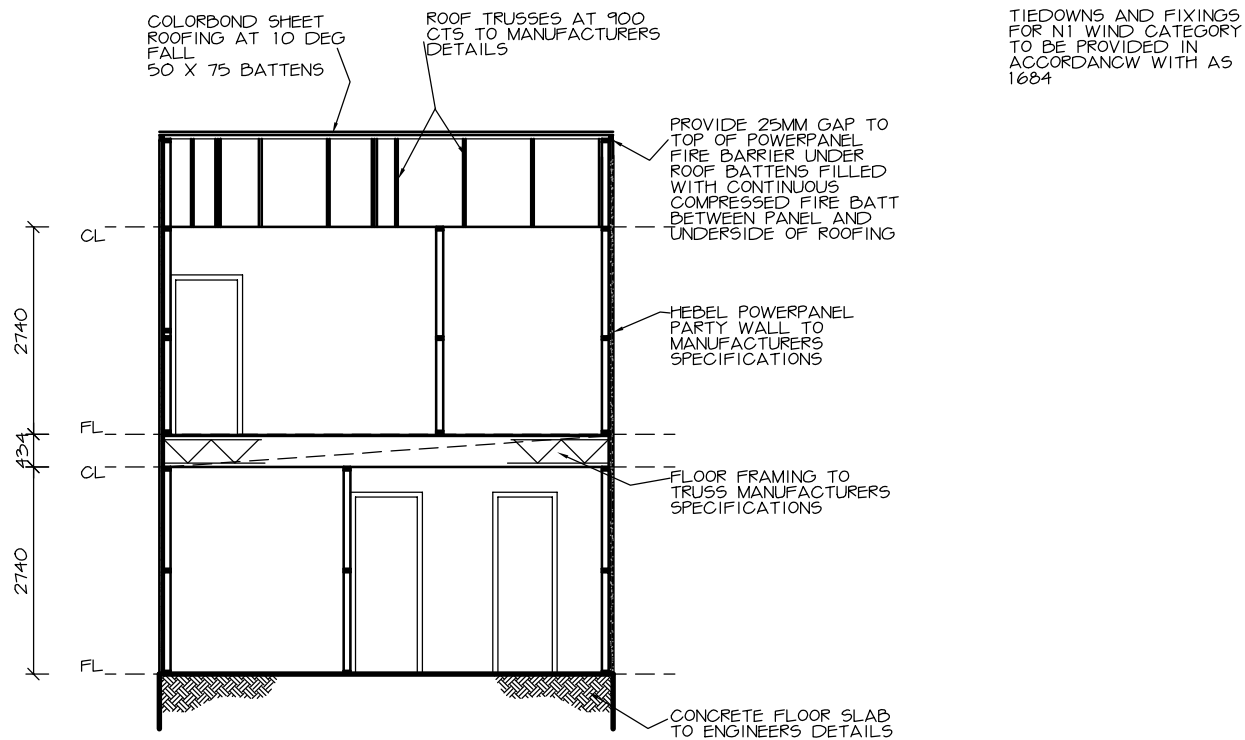 COLORBOND SHEET
ROOFING AT 10 DEG
FALL
50 X 75 BATTENS
ROOF TRUSSES AT 900
CTS TO MANUFACTURERS
DETAILS
TIEDOWNS AND FIXINGS
FOR N1 WIND CATEGORY
TO BE PROVIDED IN
ACCORDANCW WITH AS
1684
PROVIDE 25MM GAP TO
TOP OF POWERPANEL
FIRE BARRIER UNDER
ROOF BATTENS FILLED
WITH CONTINUOUS
COMPRESSED FIRE BATT
BETWEEN PANEL AND
UNDERSIDE OF ROOFING
CL
2740
HEBEL POWERPANEL
PARTY WALL TO
MANUFACTURERS
SPECIFICATIONS
FL
434
CL
FLOOR FRAMING TO
TRUSS MANUFACTURERS
SPECIFICATIONS
2740
FL
CONCRETE FLOOR SLAB
TO ENGINEERS DETAILS